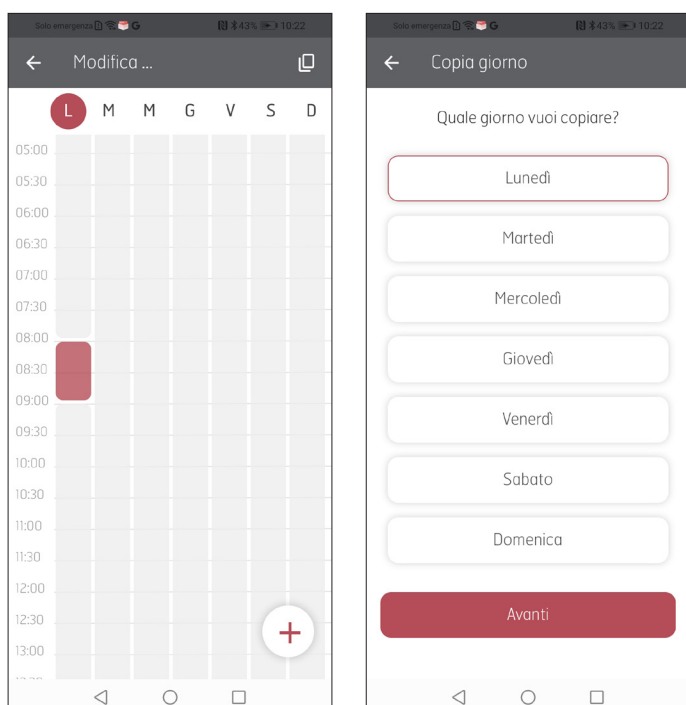 Solo emergenza G 43% 10:22
Modifica ...
L M M G V S D
05:00
05:30
06:00
06:30
07:00
07:30
08:00
08:30
09:00
09:30
10:00
10:30
11:00
11:30
12:00
12:30
13:00
Solo emergenza G 43% 10:22
Copia giorno
Quale giorno vuoi copiare?
Lunedì
Martedì
Mercoledì
Giovedì
Venerdì
Sabato
Domenica
Avanti